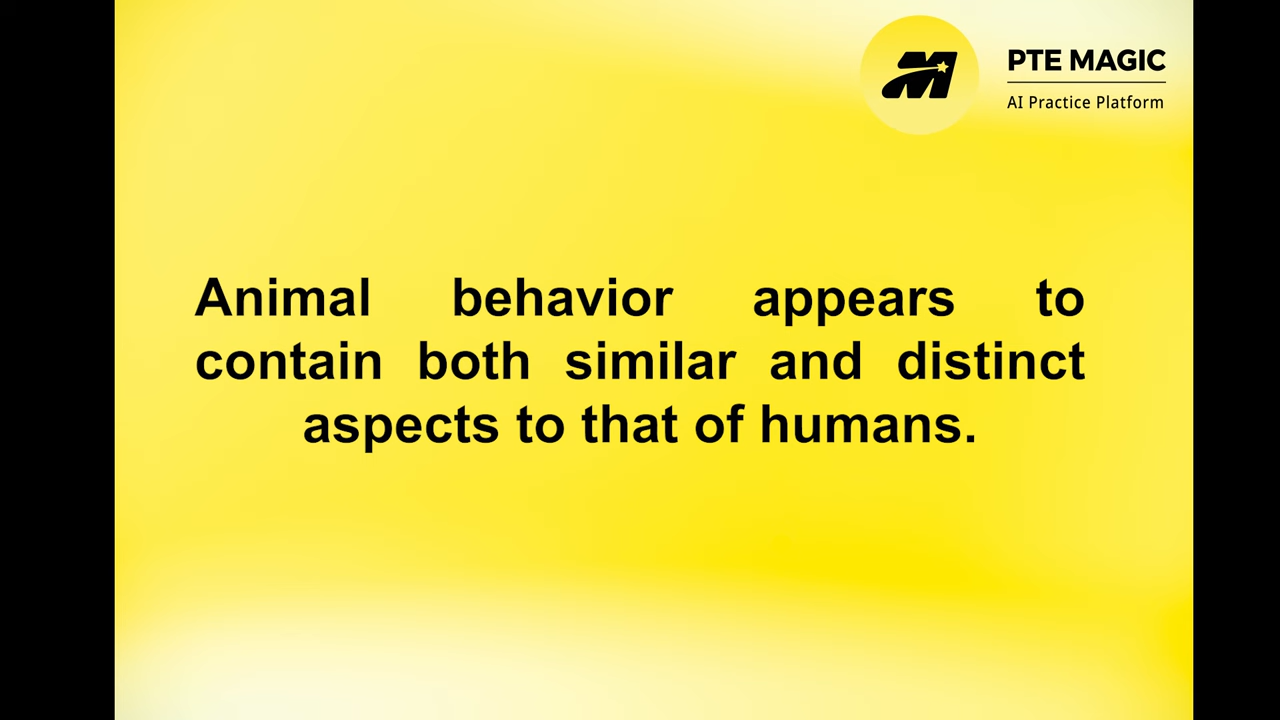 PTE MAGIC
AI Practice Platform
Animal behavior appears to
contain both similar and distinct
aspects to that of humans.